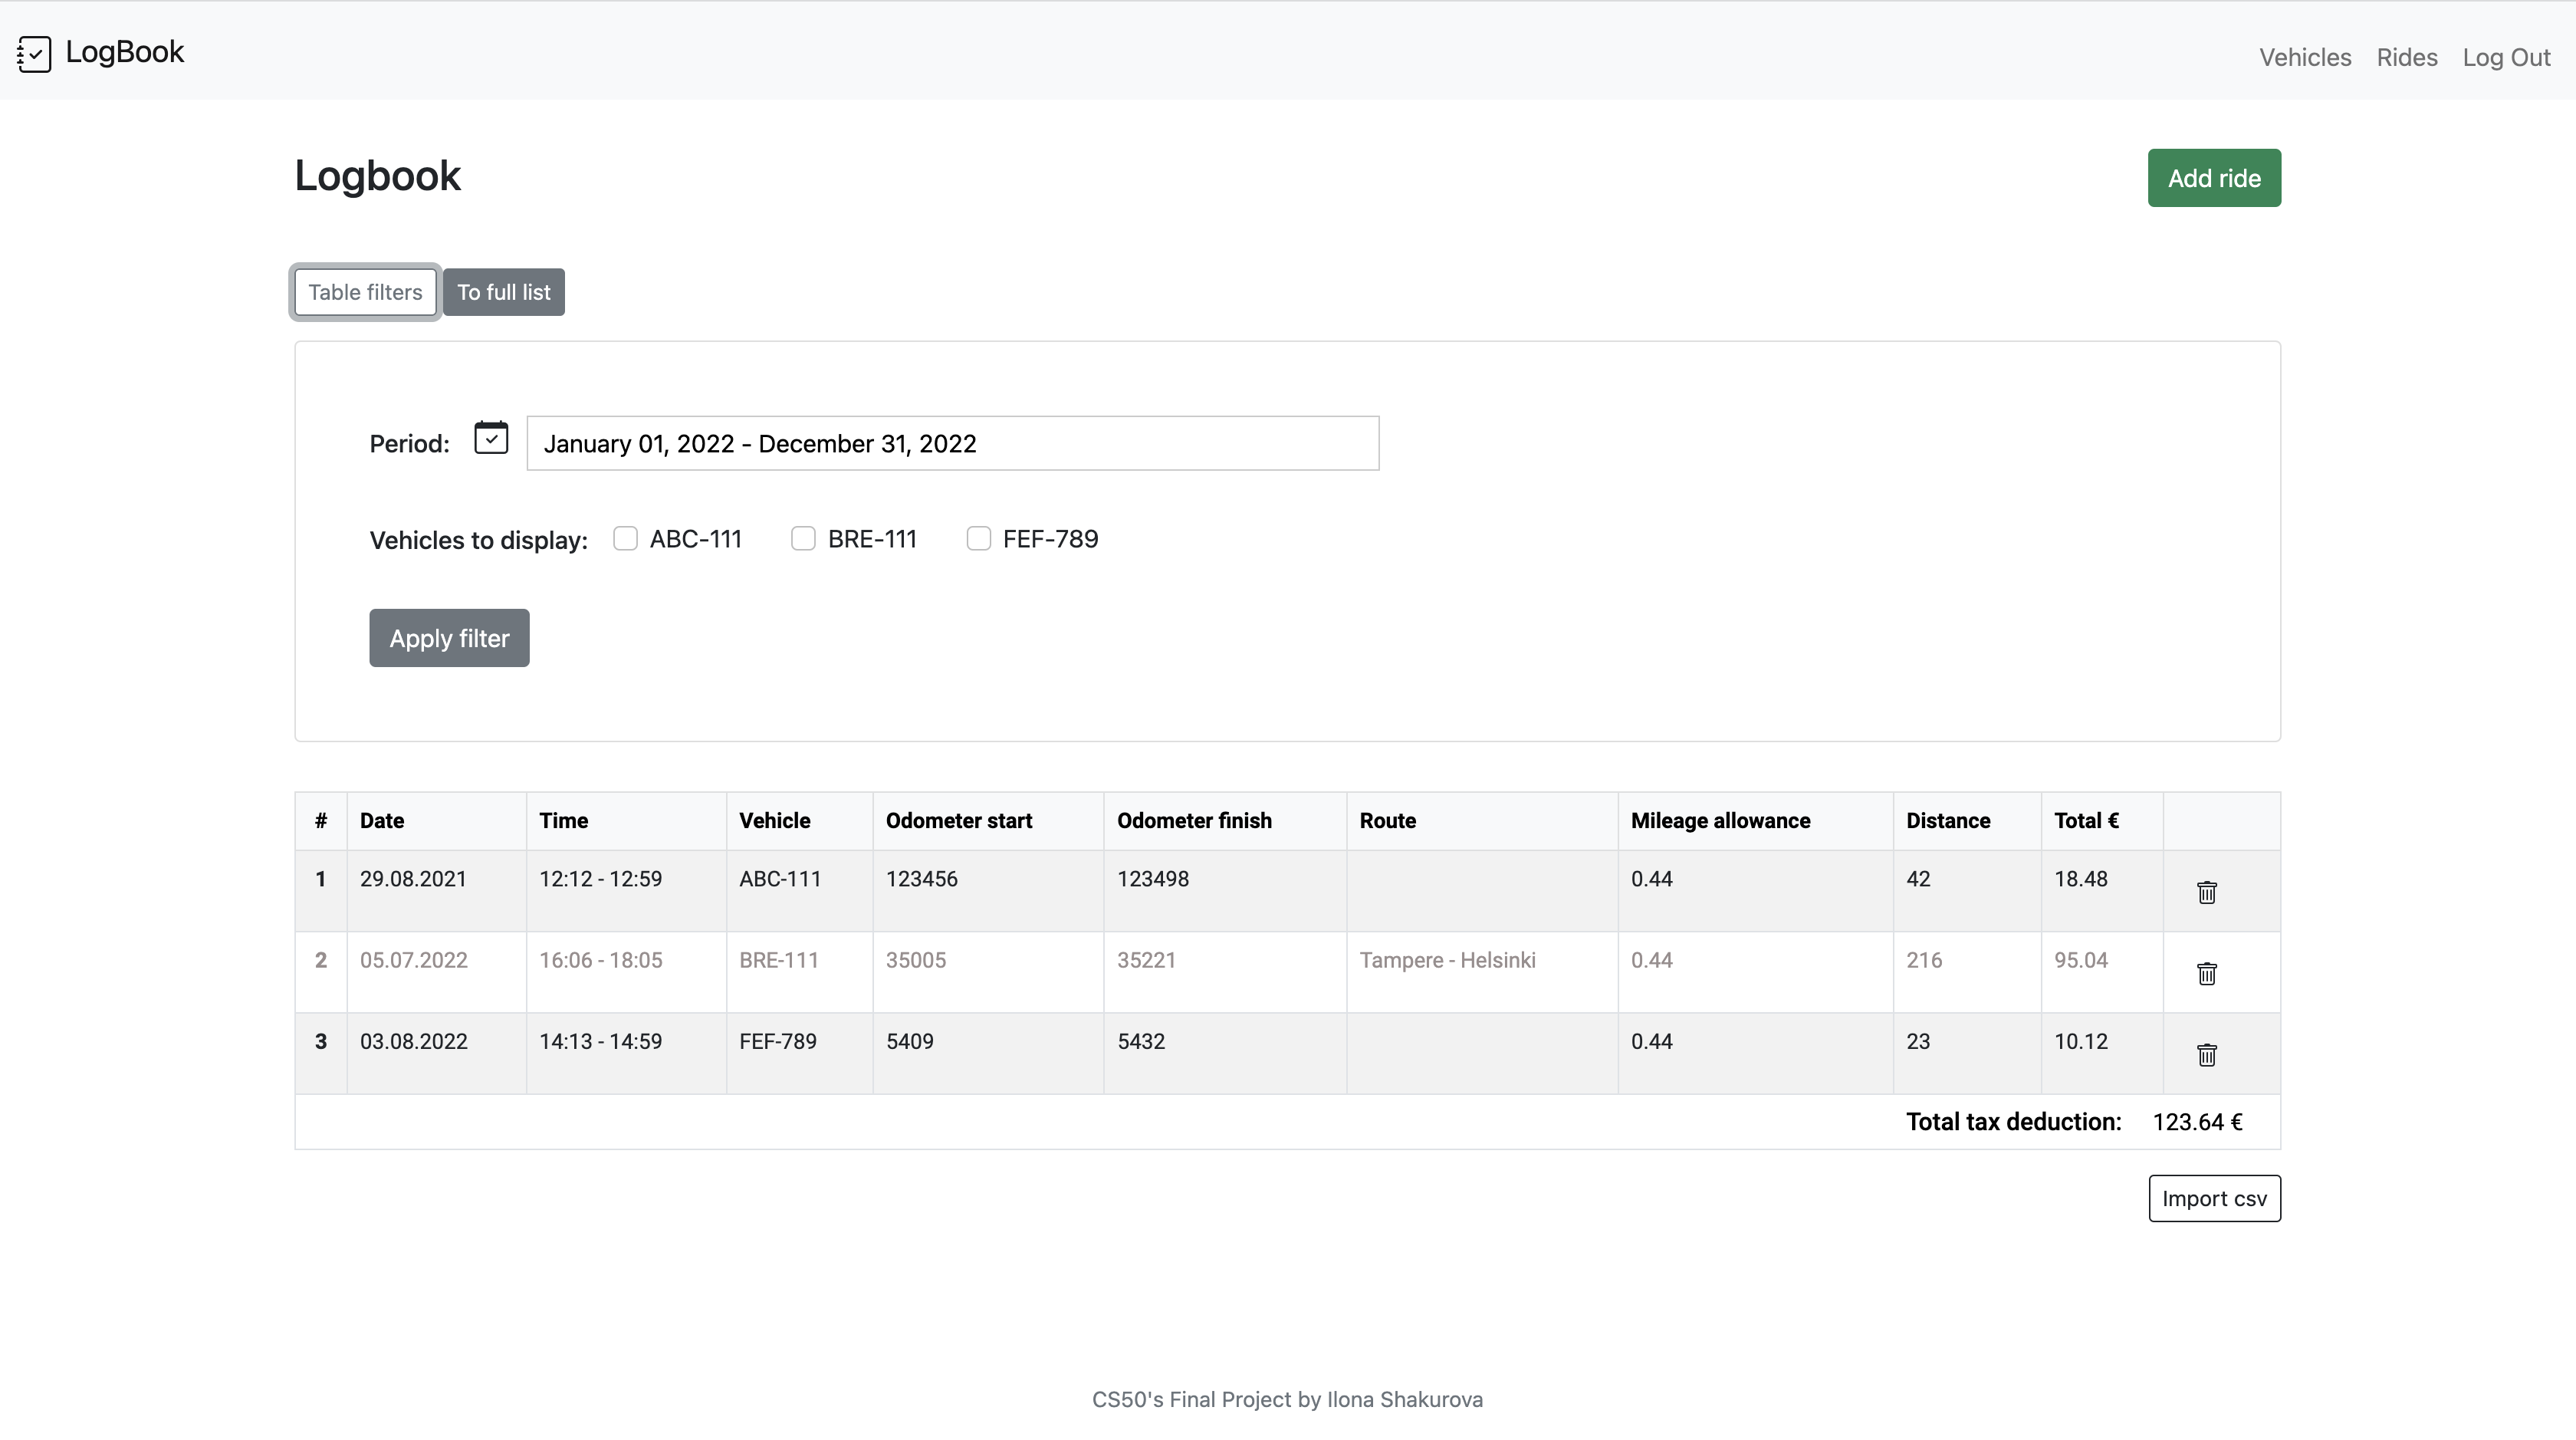 LogBook
Vehicles Rides Log Out
Logbook
Add ride
Table filters To full list
Period: January 01, 2022 - December 31, 2022
Vehicles to display: ABC-111 BRE-111 FEF-789
Apply filter
# Date Time Vehicle Odometer start Odometer finish Route Mileage allowance Distance Total €
1 29.08.2021 12:12 - 12:59 ABC-111 123456 123498 0.44 42 18.48
2 05.07.2022 16:06 - 18:05 BRE-111 35005 35221 Tampere - Helsinki 0.44 216 95.04
3 03.08.2022 14:13 - 14:59 FEF-789 5409 5432 0.44 23 10.12
Total tax deduction: 123.64 €
Import csv
CS50's Final Project by Ilona Shakurova